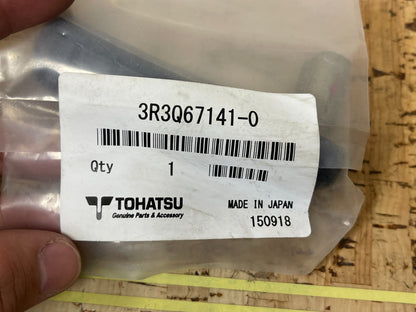 3R3Q67141-0
Qty 1
TOHATSU
Genuine Parts & Accessory
MADE IN JAPAN
150918